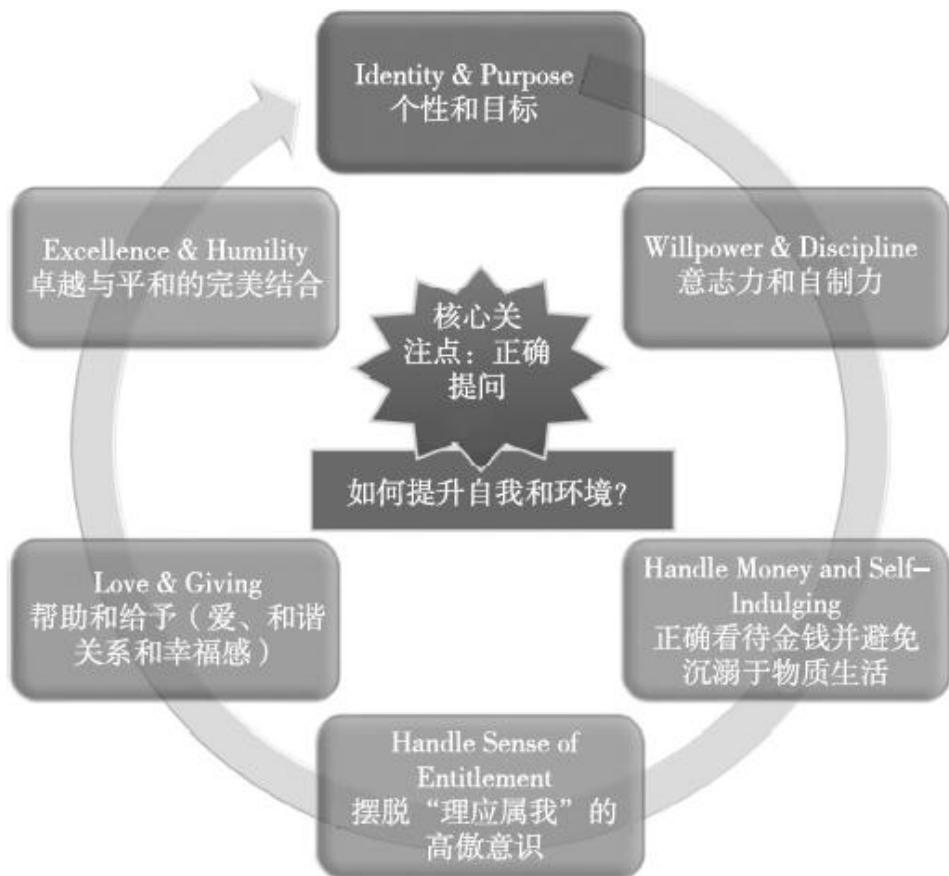 Identity & Purpose
个性和目标
Willpower & Discipline
意志力和自制力
Handle Money and Self-
Indulging
正确看待金钱并避免
沉溺于物质生活
Handle Sense of
Entitlement
摆脱“理应属我”的
高傲意识
Love & Giving
帮助和给予（爱、和谐
关系和幸福感）
Excellence & Humility
卓越与平和的完美结合
核心关
注点：正确
提问
如何提升自我和环境?